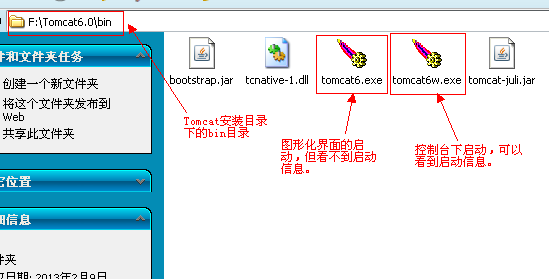 F:\Tomcat6.0\bin
件和文件夹任务
创建一个新文件夹
将这个文件夹发布到
Web
共享此文件夹
它位置
细信息
件夹
改日期: 2013年2月9日
bootstrap.jar
tcnative-1.dll
tomcat6.exe
tomcat6w.exe
tomcat-juli.jar
Tomcat安装目录
下的bin目录
图形化界面的启
动，但看不到启动
信息。
控制台下启动，可以
看到启动信息。